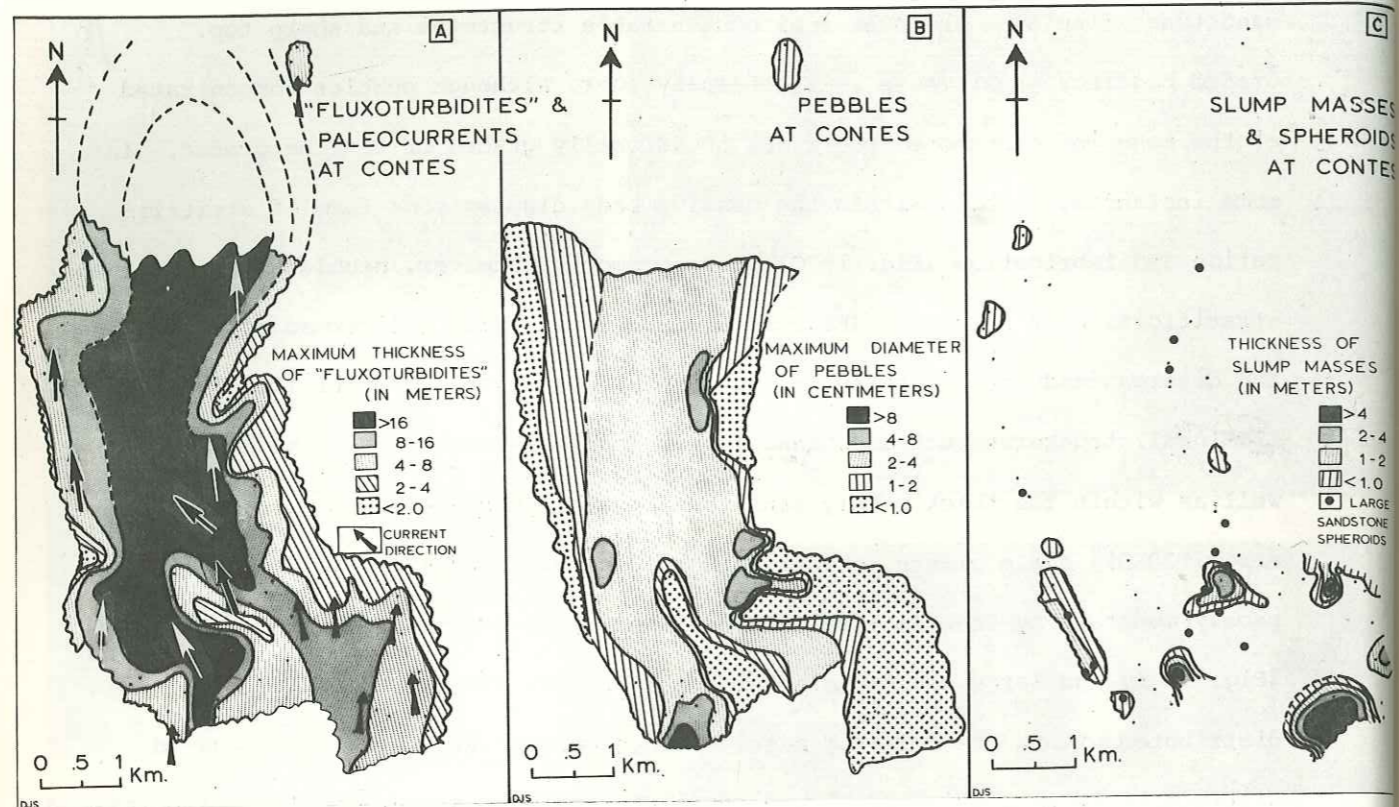 A
N
"FLUXOTURBIDITES" &
PALEOCURRENTS
AT CONTES
MAXIMUM THICKNESS
OF "FLUXOTURBIDITES"
(IN METERS)
>16
8-16
4-8
2-4
<2.0
CURRENT
DIRECTION
0 .5 1
Km.
DJS
B
N
PEBBLES
AT CONTES
MAXIMUM DIAMETER
OF PEBBLES
(IN CENTIMETERS)
>8
4-8
2-4
1-2
<1.0
0 .5 1
Km.
DJS
C
N
SLUMP MASSES
& SPHEROIDS
AT CONTES
THICKNESS OF
SLUMP MASSES
(IN METERS)
>4
2-4
1-2
<1.0
LARGE
SANDSTONE
SPHEROIDS
0 .5 1
Km.
DJS